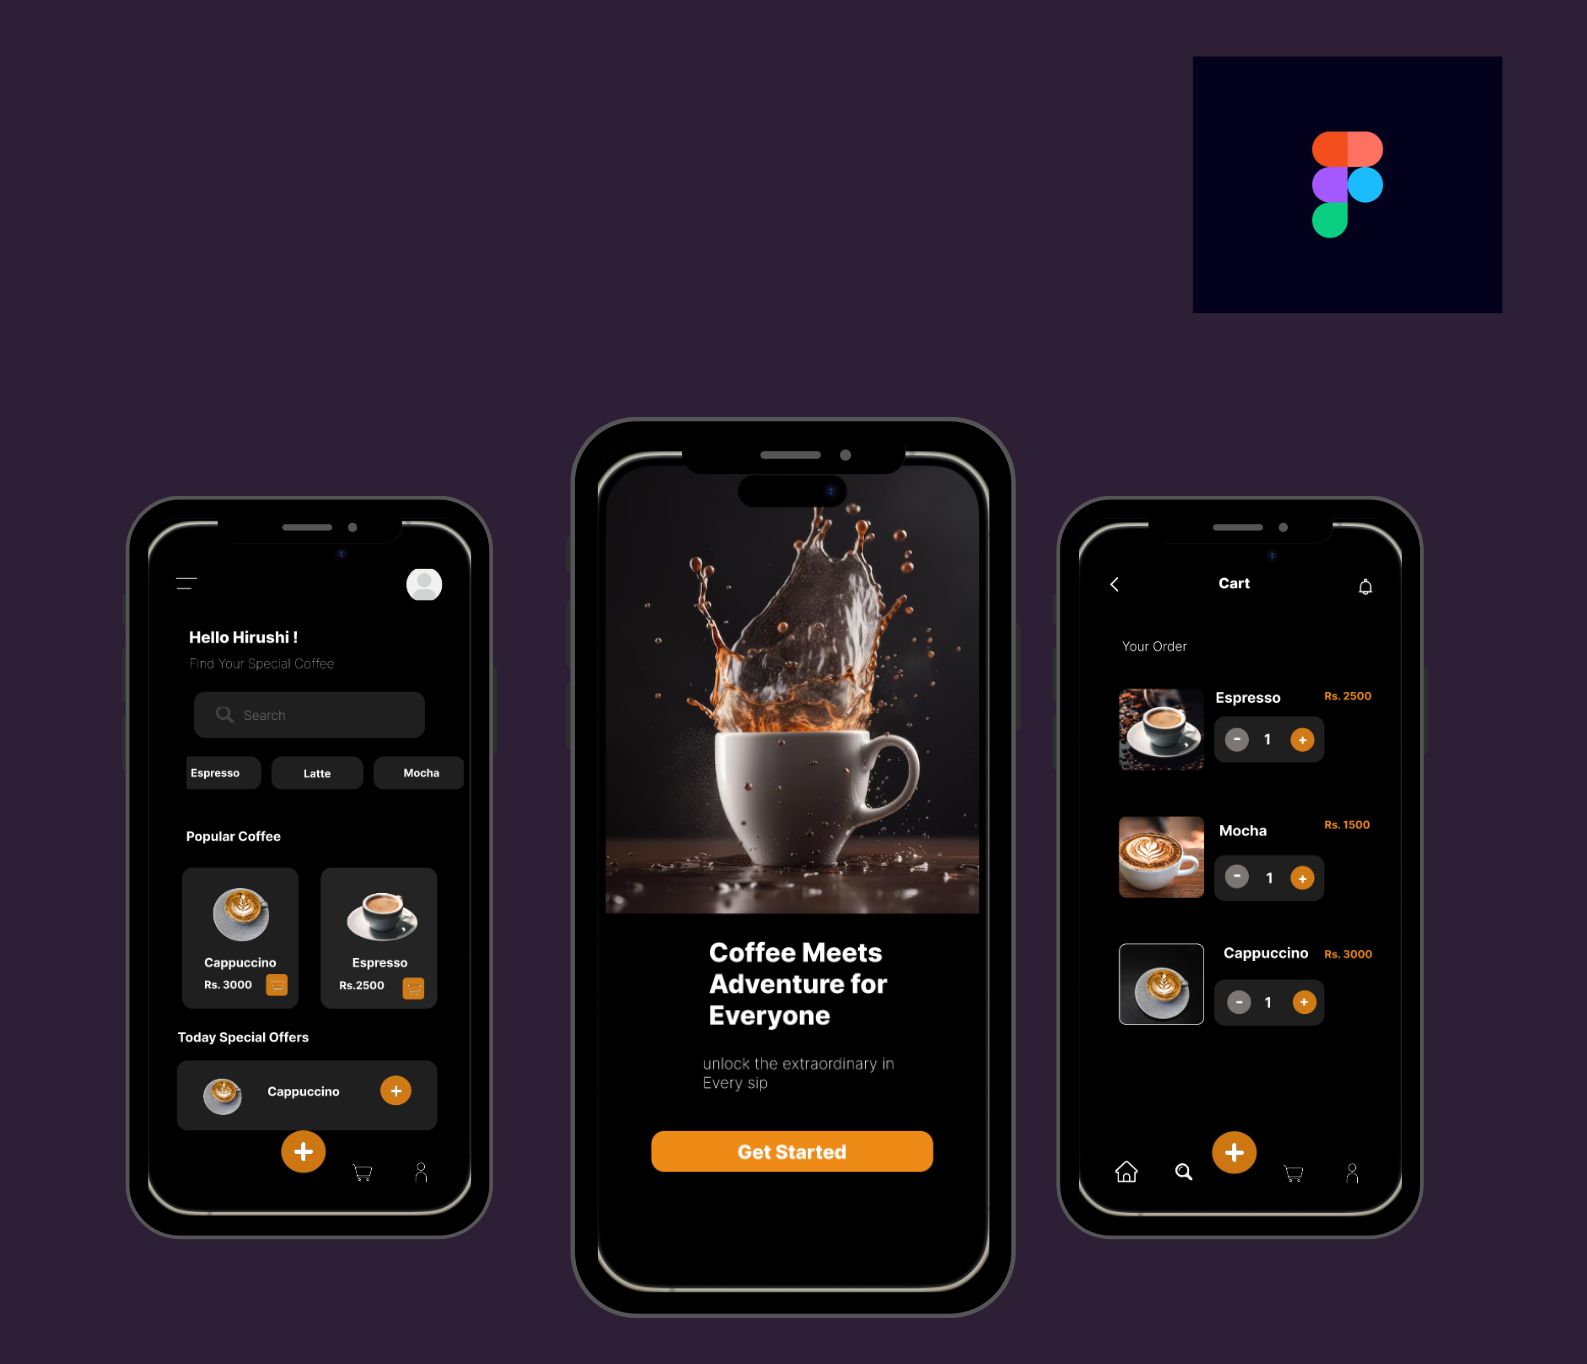 Hello Hirushi !
Find Your Special Coffee
Search
Espresso
Latte
Mocha
Popular Coffee
Cappuccino
Rs. 3000
Espresso
Rs.2500
Today Special Offers
Cappuccino
+
+
Coffee Meets
Adventure for
Everyone
unlock the extraordinary in
Every sip
Get Started
Cart
Your Order
Espresso
Rs. 2500
- 1 +
Mocha
Rs. 1500
- 1 +
Cappuccino
Rs. 3000
- 1 +
+